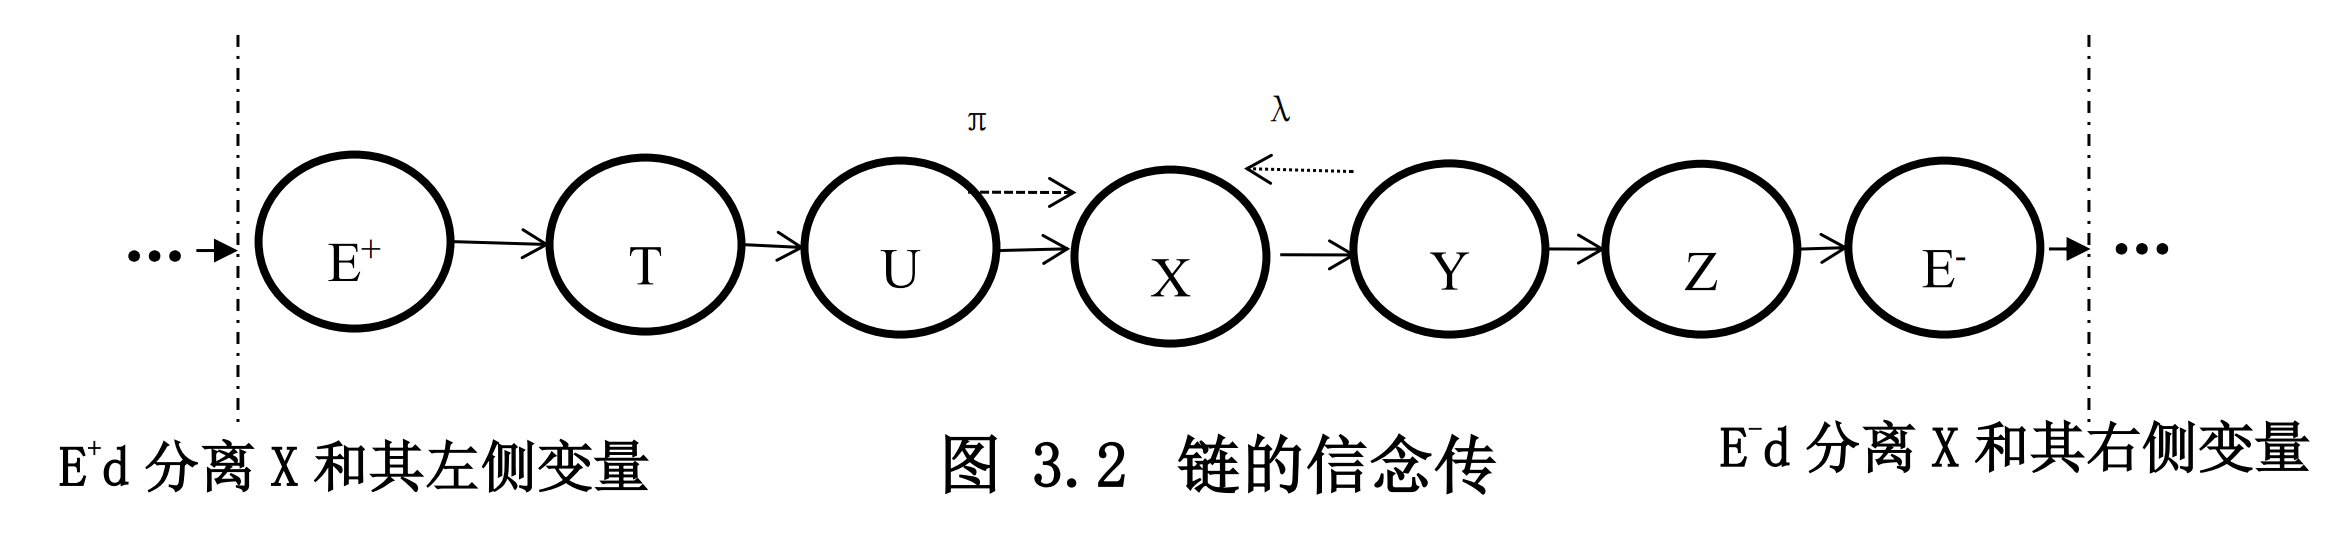 π λ
... E⁺ T U X Y Z E⁻ ...
E⁺d 分离 X 和其左侧变量
图 3.2 链的信念传
E⁻d 分离 X 和其右侧变量